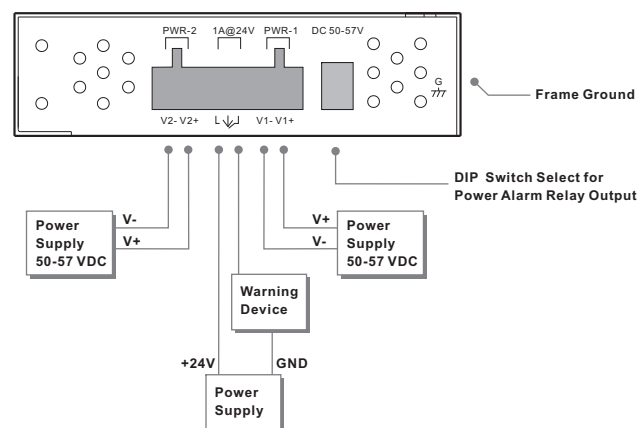 PWR-2 1A@24V PWR-1 DC 50-57V
G
V2- V2+ L V1- V1+
Frame Ground
DIP Switch Select for
Power Alarm Relay Output
V-
V+
Power
Supply
50-57 VDC
V+
V-
Power
Supply
50-57 VDC
Warning
Device
+24V GND
Power
Supply